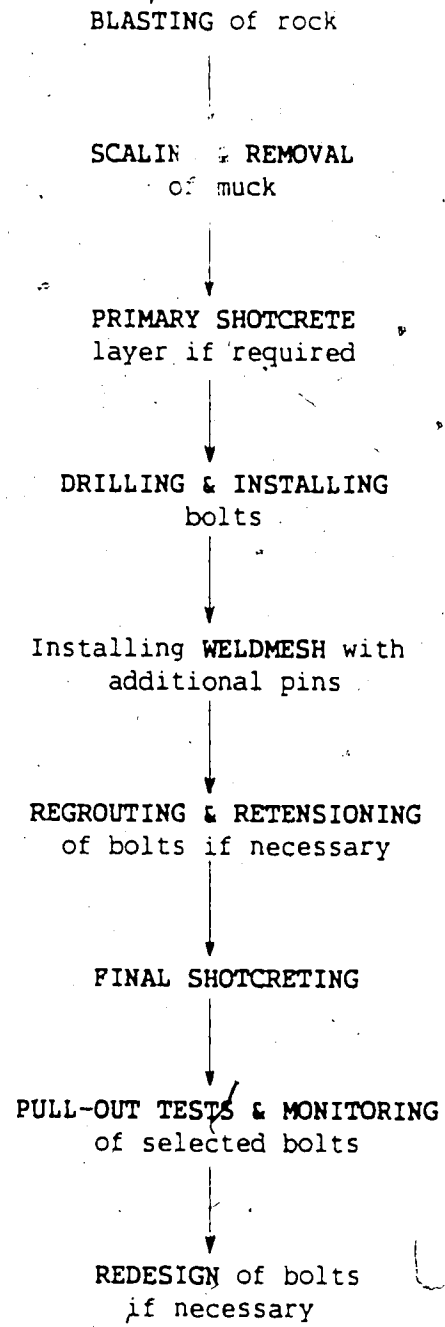 BLASTING of rock
SCALIN & REMOVAL
of muck
PRIMARY SHOTCRETE
layer if required
DRILLING & INSTALLING
bolts
Installing WELDMESH with
additional pins
REGROUTING & RETENSIONING
of bolts if necessary
FINAL SHOTCRETING
PULL-OUT TESTS & MONITORING
of selected bolts
REDESIGN of bolts
if necessary